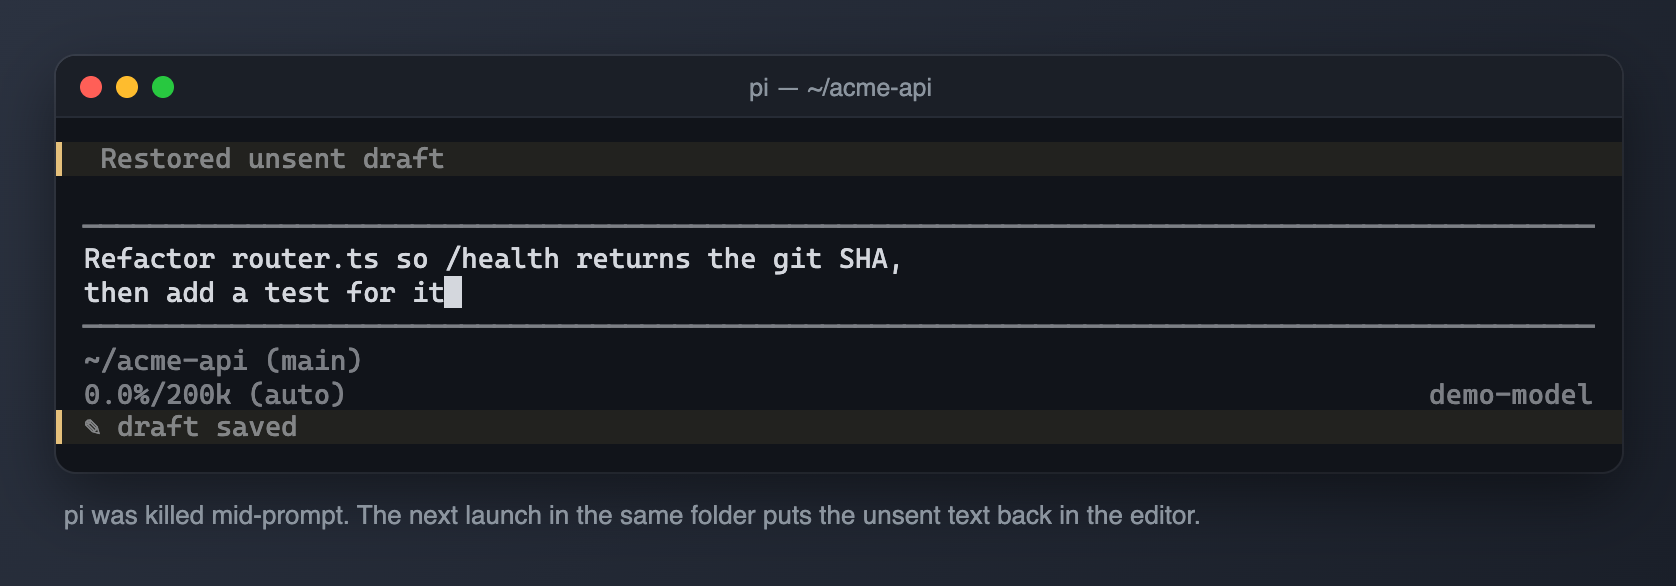 pi — ~/acme-api
Restored unsent draft
Refactor router.ts so /health returns the git SHA,
then add a test for it
~/acme-api (main)
0.0%/200k (auto) demo-model
✎ draft saved
pi was killed mid-prompt. The next launch in the same folder puts the unsent text back in the editor.